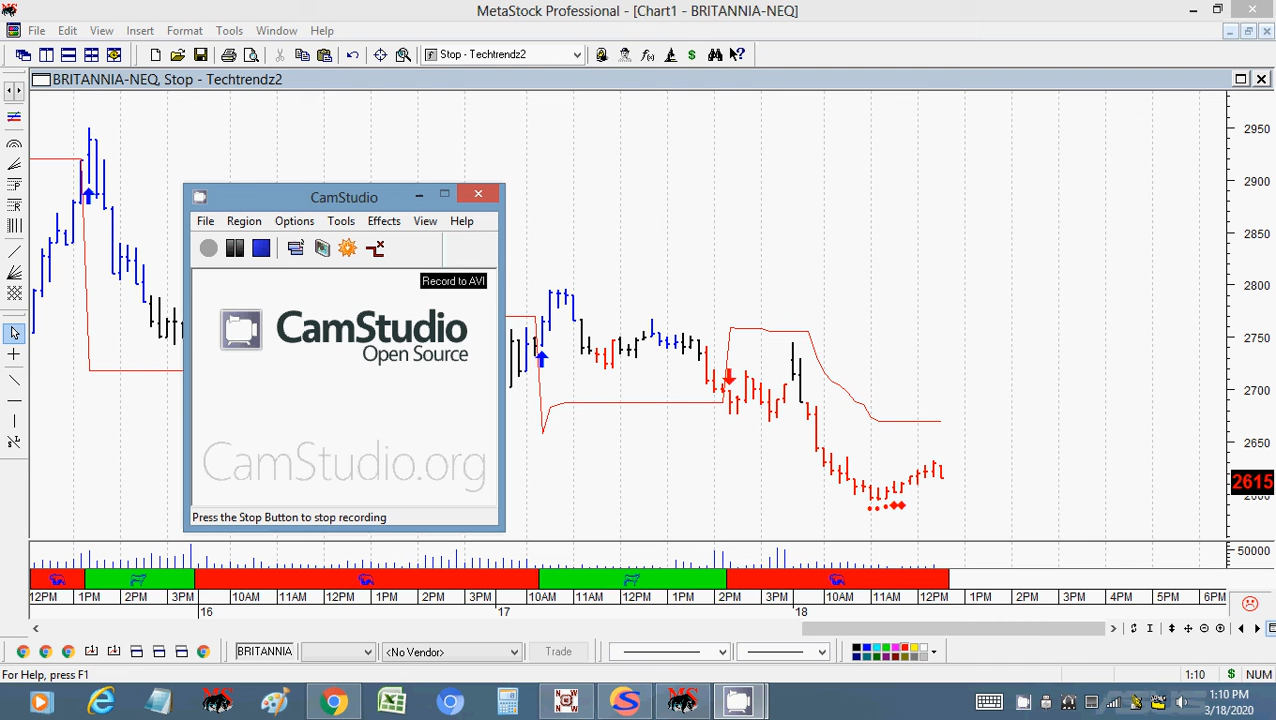 MetaStock Professional - [Chart1 - BRITANNIA-NEQ]
File Edit View Insert Format Tools Window Help
Stop - Techtrendz2
BRITANNIA-NEQ, Stop - Techtrendz2
2950
2900
2850
2800
2750
2700
2650
2615
50000
CamStudio
File Region Options Tools Effects View Help
Record to AVI
CamStudio
Open Source
CamStudio.org
Press the Stop Button to stop recording
12PM 1PM 2PM 3PM 10AM 11AM 12PM 1PM 2PM 3PM 10AM 11AM 12PM 1PM 2PM 3PM 10AM 11AM 12PM 1PM 2PM 3PM 4PM 5PM 6PM
16 17 18
BRITANNIA <No Vendor> Trade
For Help, press F1 1:10 NUM
1:10 PM
3/18/2020